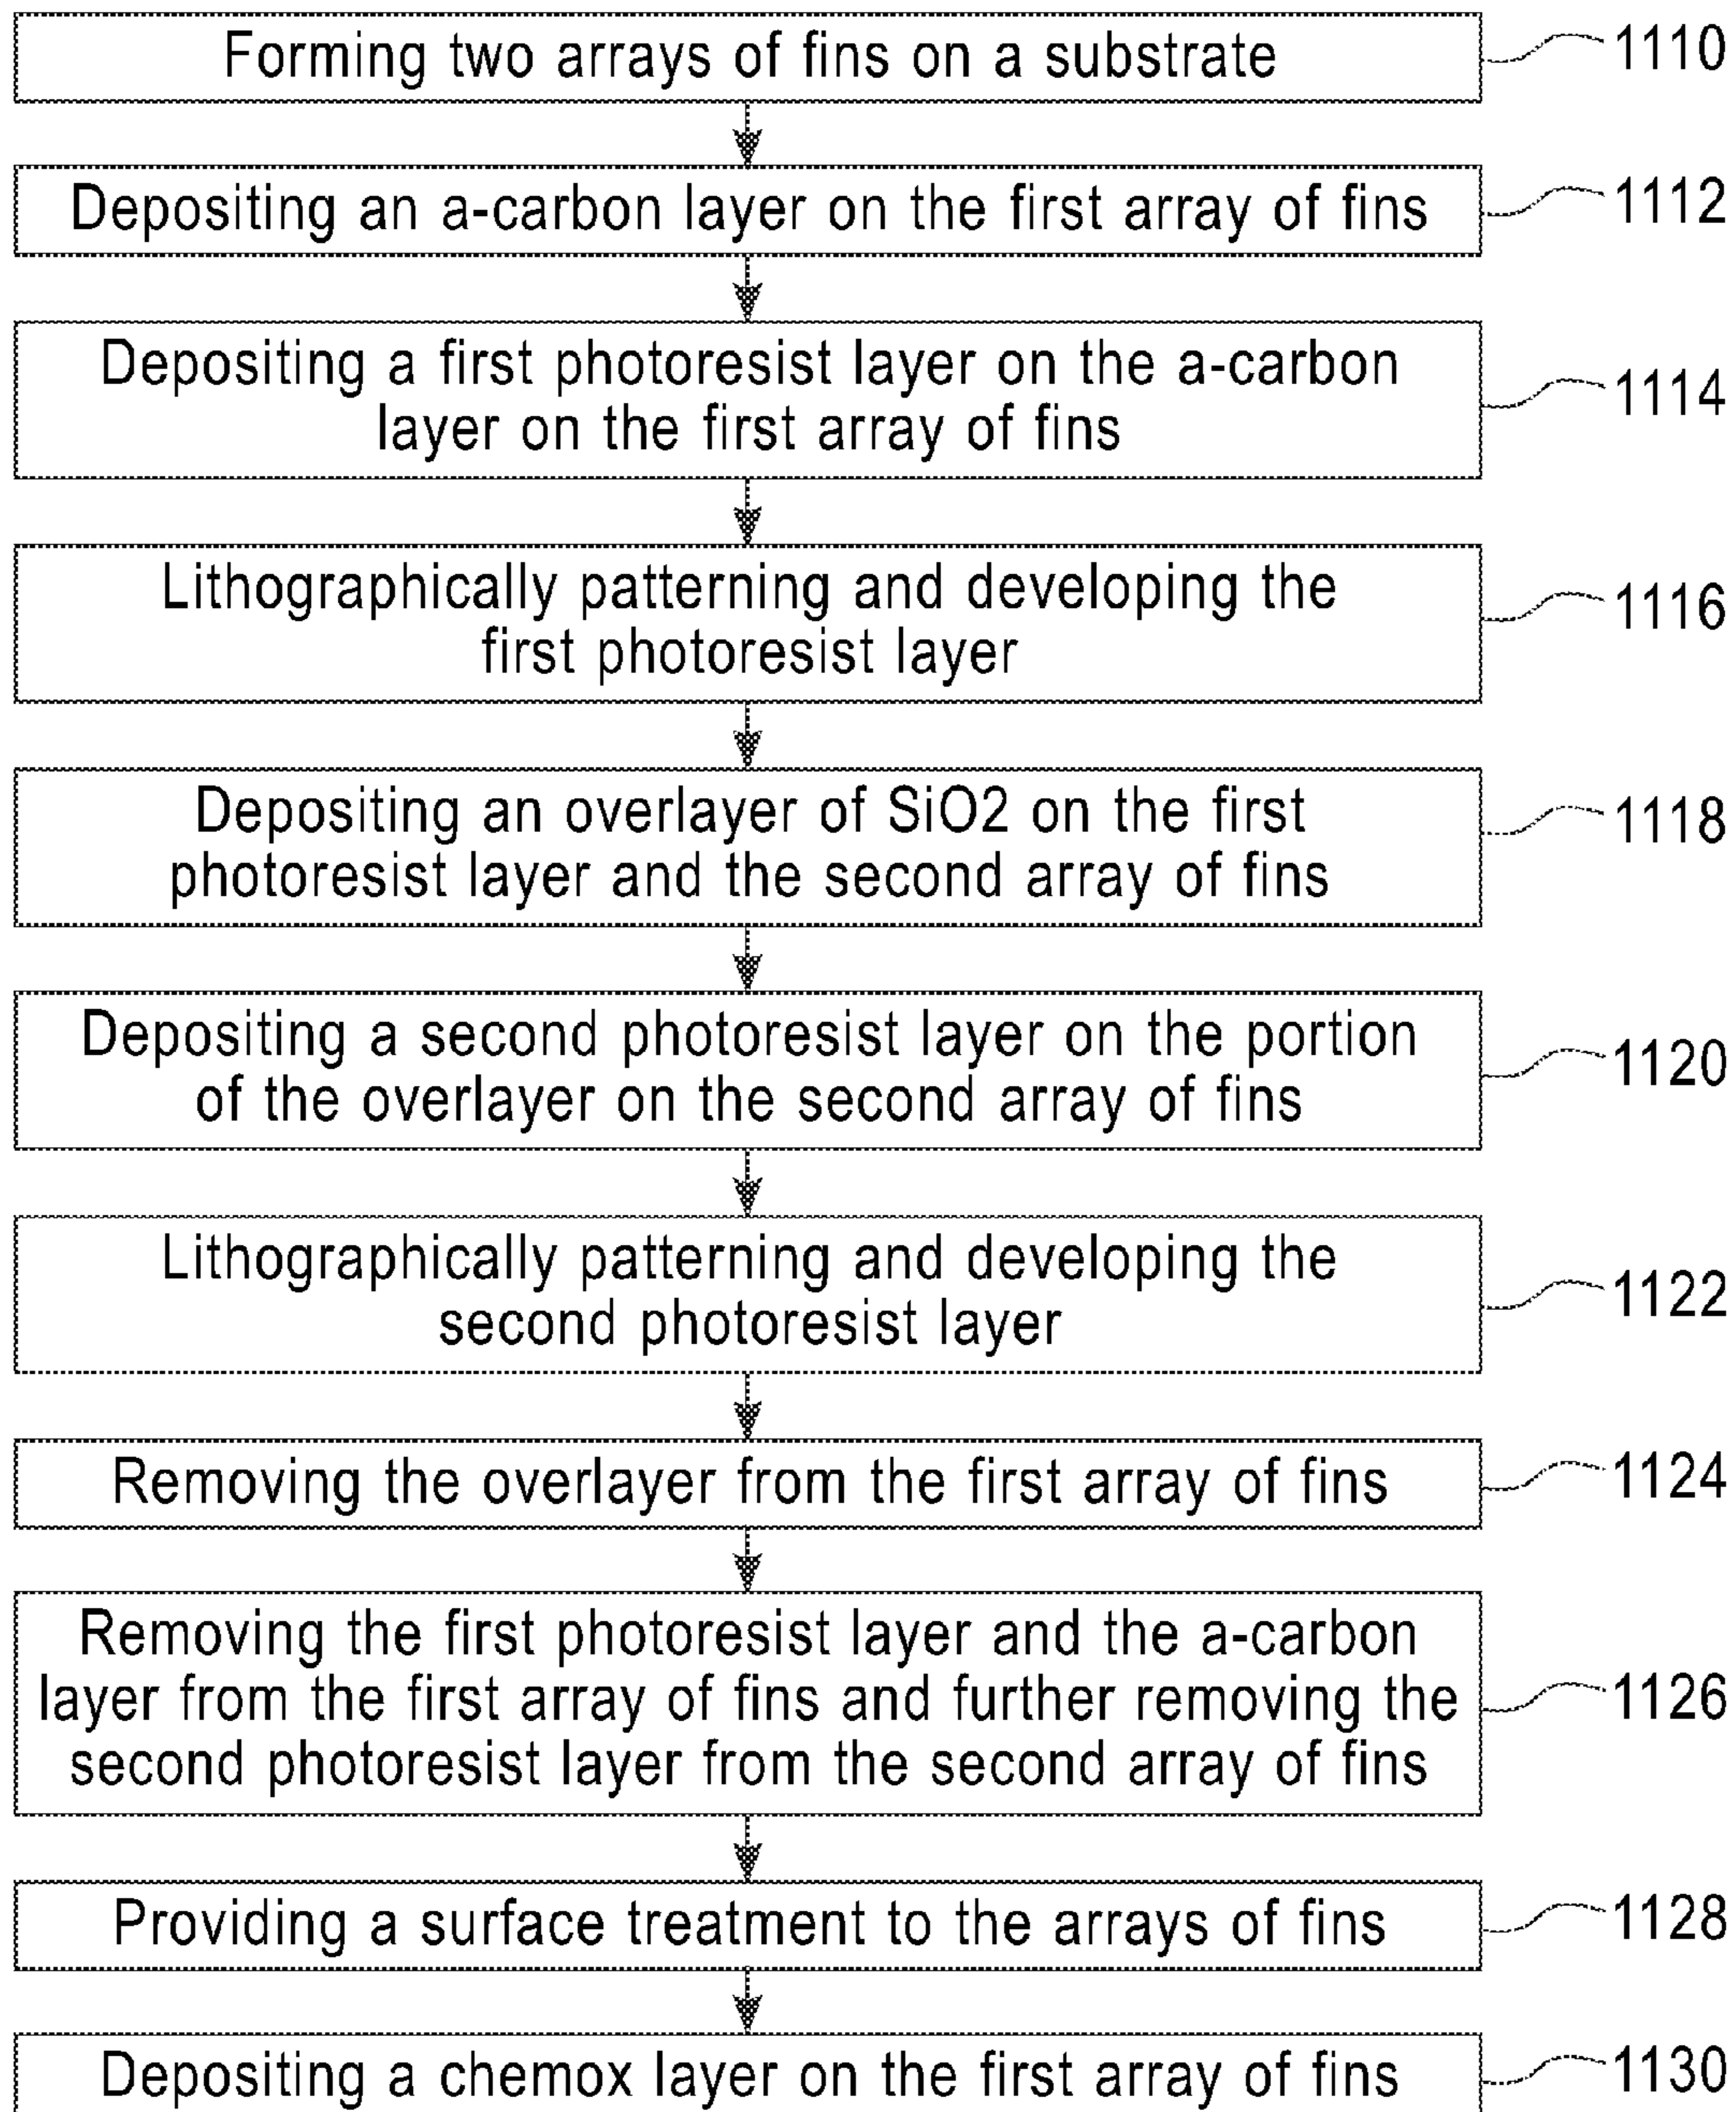 Forming two arrays of fins on a substrate
1110
Depositing an a-carbon layer on the first array of fins
1112
Depositing a first photoresist layer on the a-carbon
layer on the first array of fins
1114
Lithographically patterning and developing the
first photoresist layer
1116
Depositing an overlayer of SiO2 on the first
photoresist layer and the second array of fins
1118
Depositing a second photoresist layer on the portion
of the overlayer on the second array of fins
1120
Lithographically patterning and developing the
second photoresist layer
1122
Removing the overlayer from the first array of fins
1124
Removing the first photoresist layer and the a-carbon
layer from the first array of fins and further removing the
second photoresist layer from the second array of fins
1126
Providing a surface treatment to the arrays of fins
1128
Depositing a chemox layer on the first array of fins
1130